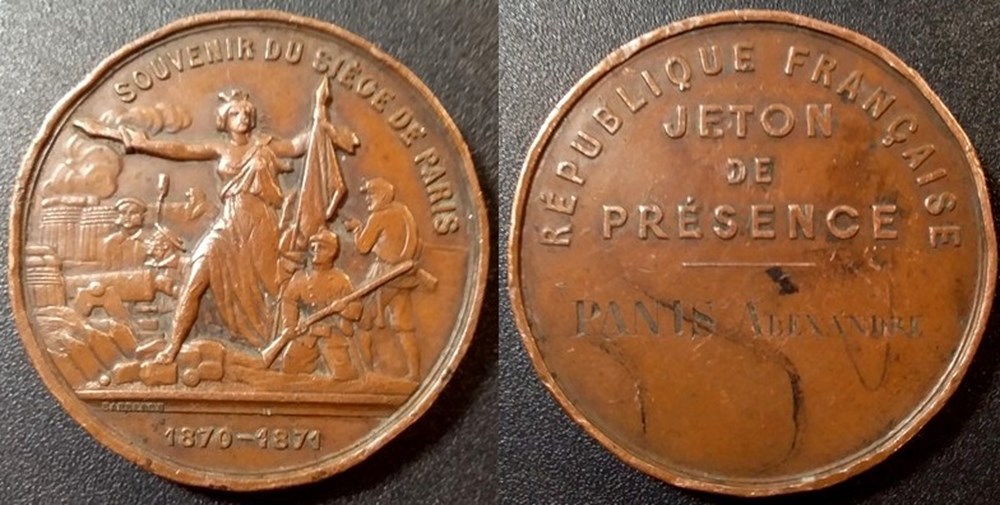 SOUVENIR DU SIÈGE DE PARIS
1870-1871
RÉPUBLIQUE FRANÇAISE
JETON
DE
PRÉSENCE
PANIS ALEXANDRE